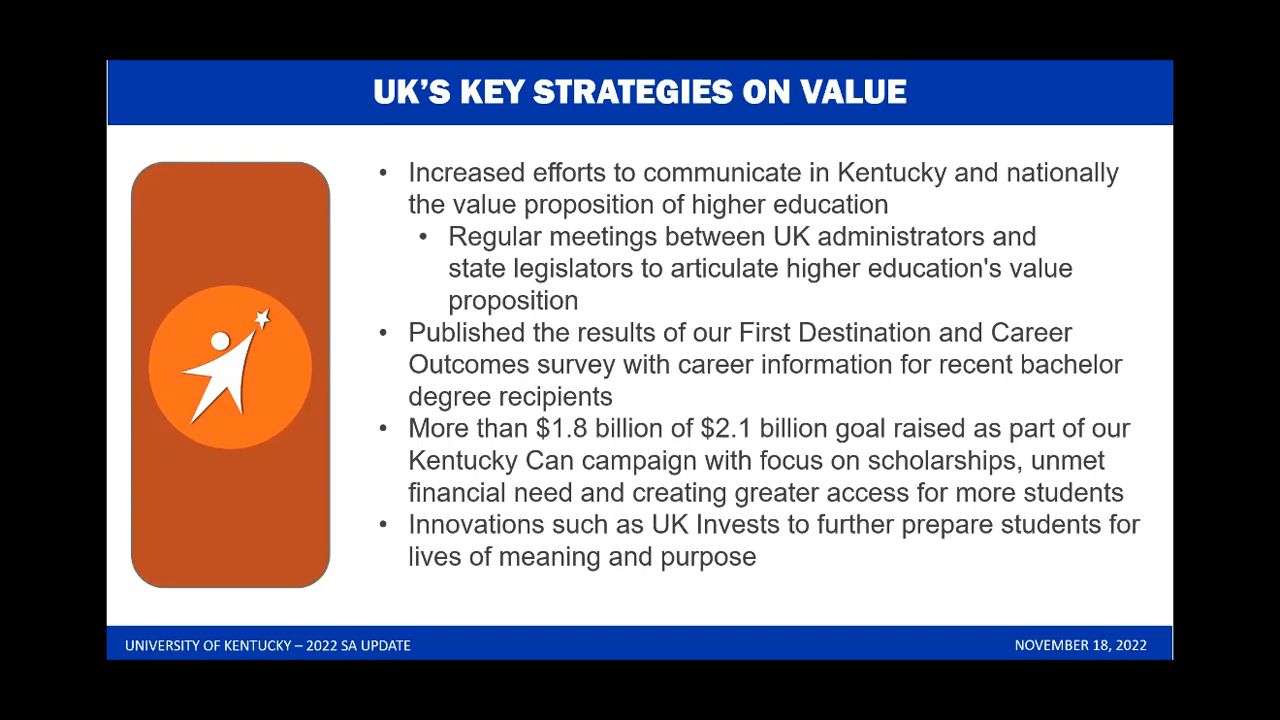 UK’S KEY STRATEGIES ON VALUE
• Increased efforts to communicate in Kentucky and nationally
the value proposition of higher education
• Regular meetings between UK administrators and
state legislators to articulate higher education's value
proposition
• Published the results of our First Destination and Career
Outcomes survey with career information for recent bachelor
degree recipients
• More than $1.8 billion of $2.1 billion goal raised as part of our
Kentucky Can campaign with focus on scholarships, unmet
financial need and creating greater access for more students
• Innovations such as UK Invests to further prepare students for
lives of meaning and purpose
UNIVERSITY OF KENTUCKY – 2022 SA UPDATE
NOVEMBER 18, 2022